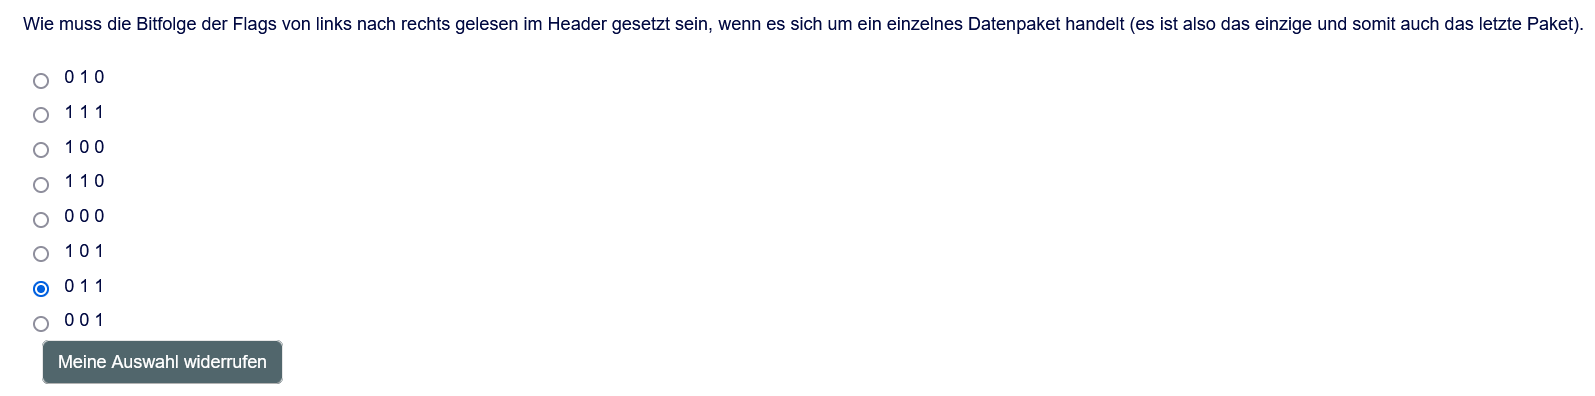 Wie muss die Bitfolge der Flags von links nach rechts gelesen im Header gesetzt sein, wenn es sich um ein einzelnes Datenpaket handelt (es ist also das einzige und somit auch das letzte Paket).
0 1 0
1 1 1
1 0 0
1 1 0
0 0 0
1 0 1
0 1 1
0 0 1
Meine Auswahl widerrufen